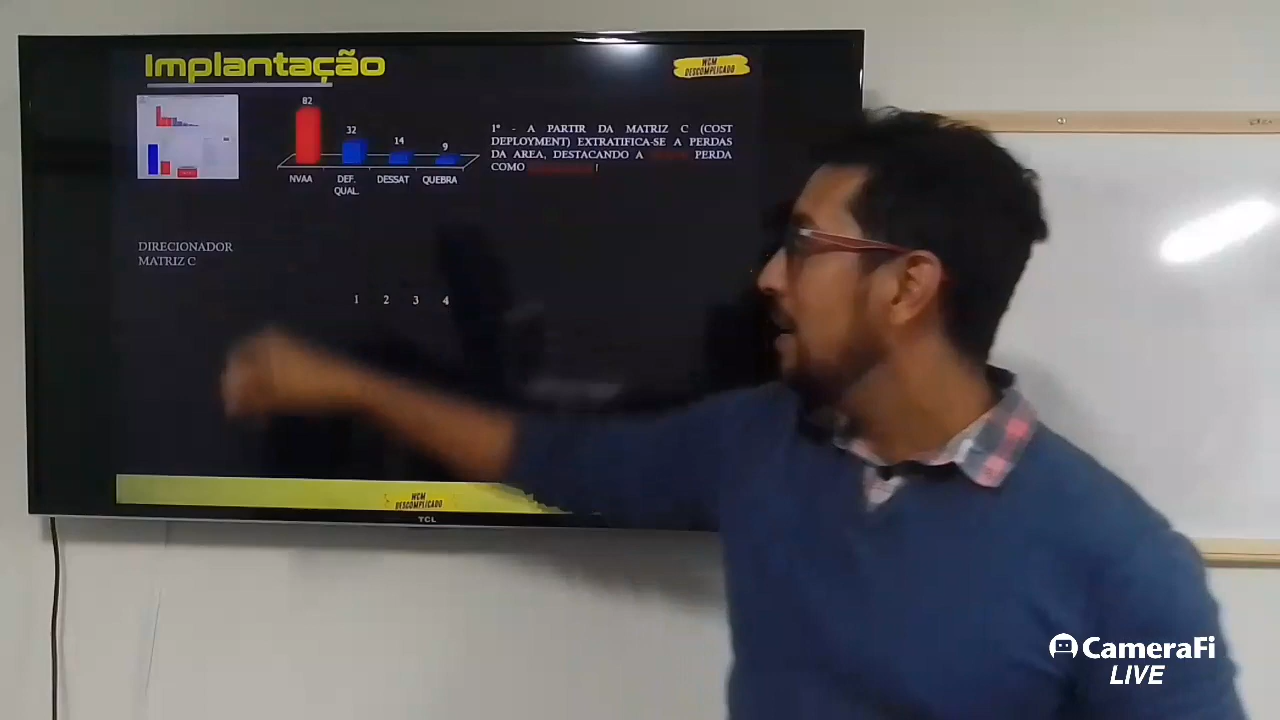 Implantação
WCM
DESCOMPLICADO
82
32
14
9
NVAA
DEF.
QUAL.
DESSAT
QUEBRA
1º - A PARTIR DA MATRIZ C (COST
DEPLOYMENT) EXTRATIFICA-SE A PERDAS
DA AREA, DESTACANDO A PERDA
COMO
DIRECIONADOR
MATRIZ C
1 2 3 4
WCM
DESCOMPLICADO
TCL
CameraFi
LIVE